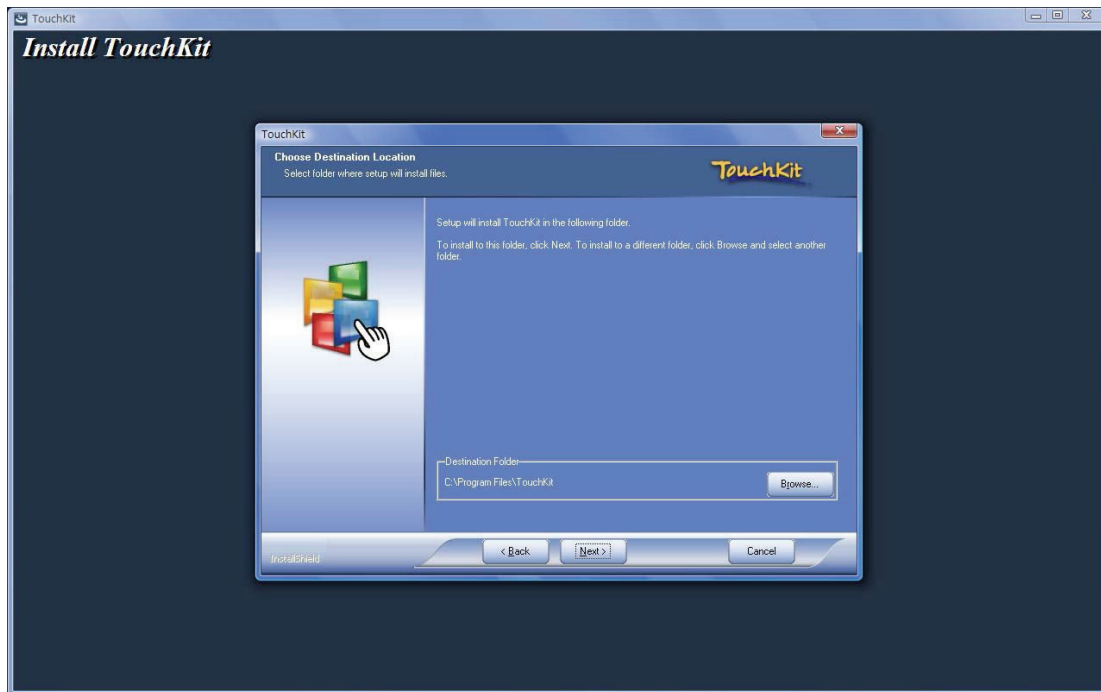 TouchKit
Install TouchKit
TouchKit
Choose Destination Location
Select folder where setup will install files.
TouchKit
Setup will install TouchKit in the following folder.
To install to this folder, click Next. To install to a different folder, click Browse and select another
folder.
Destination Folder
C:\Program Files\TouchKit
Browse...
InstallShield
< Back
Next >
Cancel